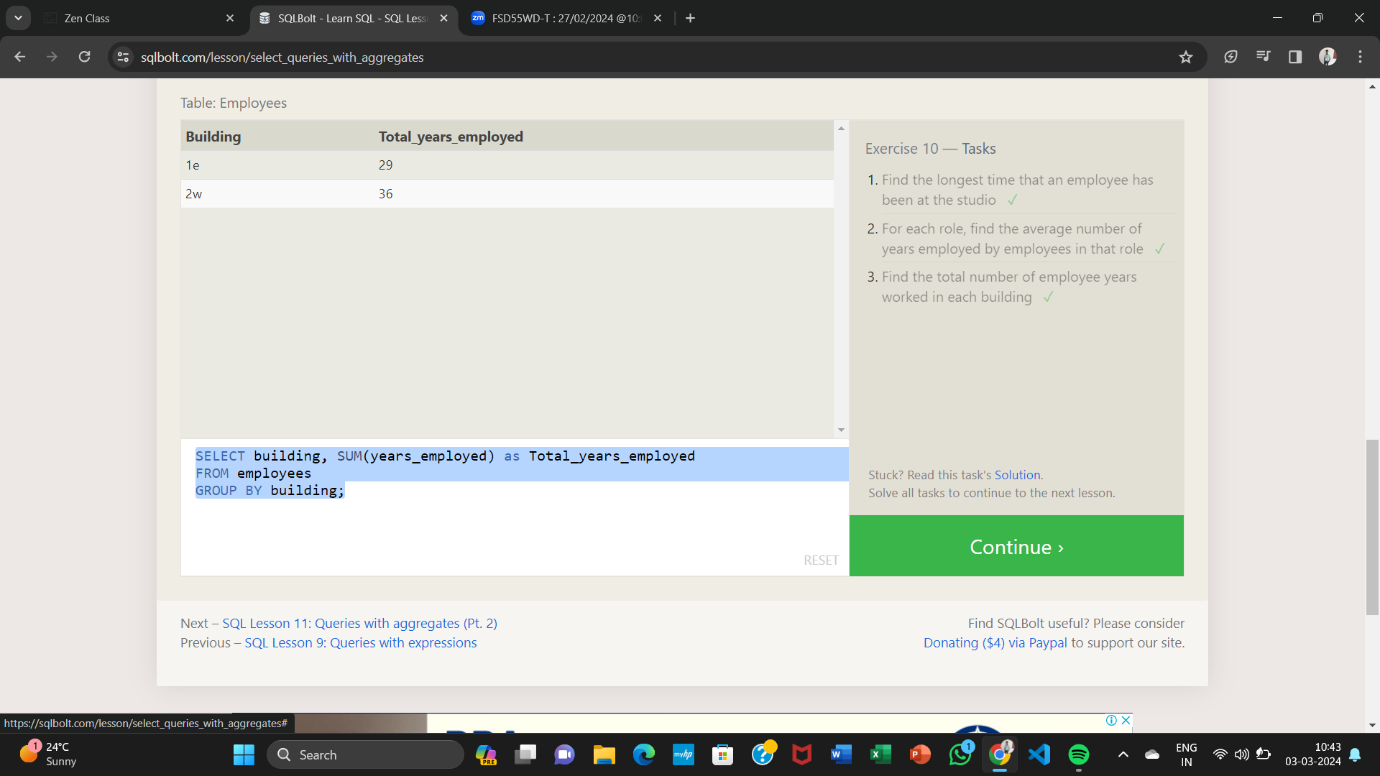 Zen Class
SQLBolt - Learn SQL - SQL Less
FSD55WD-T : 27/02/2024 @10:
sqlbolt.com/lesson/select_queries_with_aggregates
Table: Employees
Building Total_years_employed
1e 29
2w 36
Exercise 10 — Tasks
1. Find the longest time that an employee has
been at the studio ✓
2. For each role, find the average number of
years employed by employees in that role ✓
3. Find the total number of employee years
worked in each building ✓
SELECT building, SUM(years_employed) as Total_years_employed
FROM employees
GROUP BY building;
RESET
Stuck? Read this task's Solution.
Solve all tasks to continue to the next lesson.
Continue ›
Next – SQL Lesson 11: Queries with aggregates (Pt. 2)
Previous – SQL Lesson 9: Queries with expressions
Find SQLBolt useful? Please consider
Donating ($4) via Paypal to support our site.
https://sqlbolt.com/lesson/select_queries_with_aggregates#
1
24°C
Sunny
Search
PRE
1
ENG
IN
10:43
03-03-2024